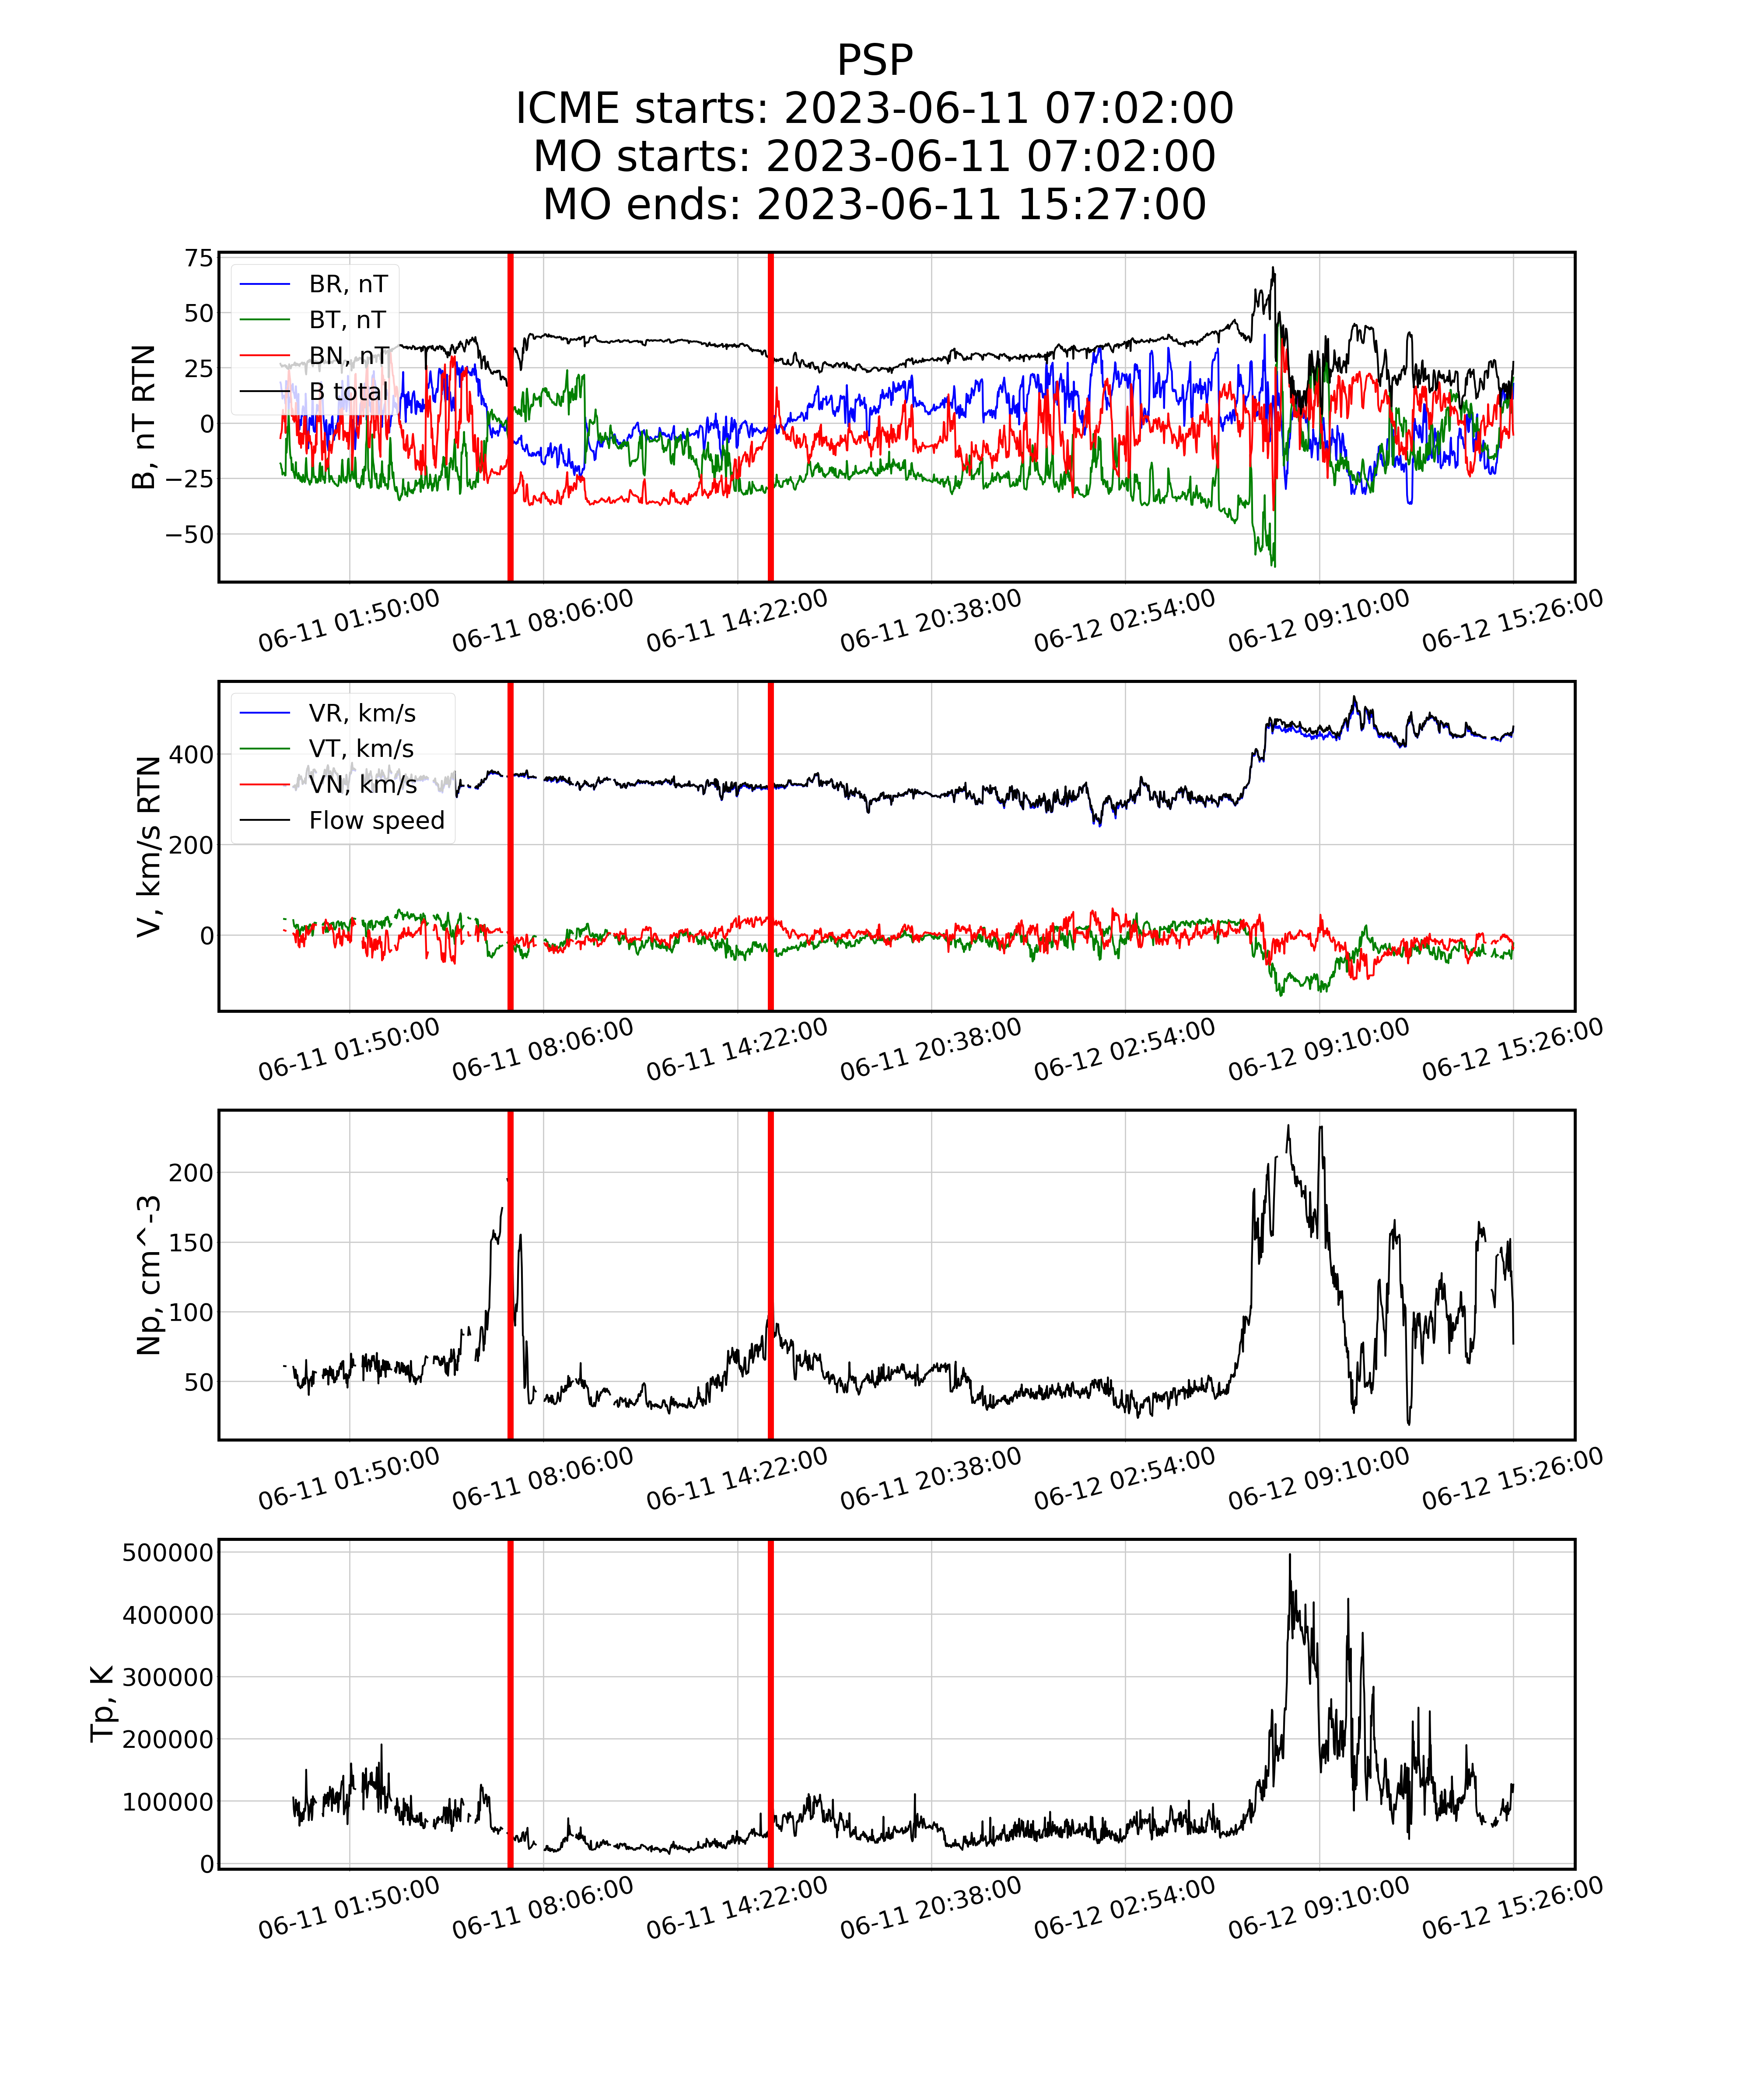 PSP
ICME starts: 2023-06-11 07:02:00
MO starts: 2023-06-11 07:02:00
MO ends: 2023-06-11 15:27:00
B, nT RTN
75
50
25
0
−25
−50
BR, nT
BT, nT
BN, nT
B total
06-11 01:50:00
06-11 08:06:00
06-11 14:22:00
06-11 20:38:00
06-12 02:54:00
06-12 09:10:00
06-12 15:26:00
V, km/s RTN
400
200
0
VR, km/s
VT, km/s
VN, km/s
Flow speed
06-11 01:50:00
06-11 08:06:00
06-11 14:22:00
06-11 20:38:00
06-12 02:54:00
06-12 09:10:00
06-12 15:26:00
Np, cm^-3
200
150
100
50
06-11 01:50:00
06-11 08:06:00
06-11 14:22:00
06-11 20:38:00
06-12 02:54:00
06-12 09:10:00
06-12 15:26:00
Tp, K
500000
400000
300000
200000
100000
0
06-11 01:50:00
06-11 08:06:00
06-11 14:22:00
06-11 20:38:00
06-12 02:54:00
06-12 09:10:00
06-12 15:26:00